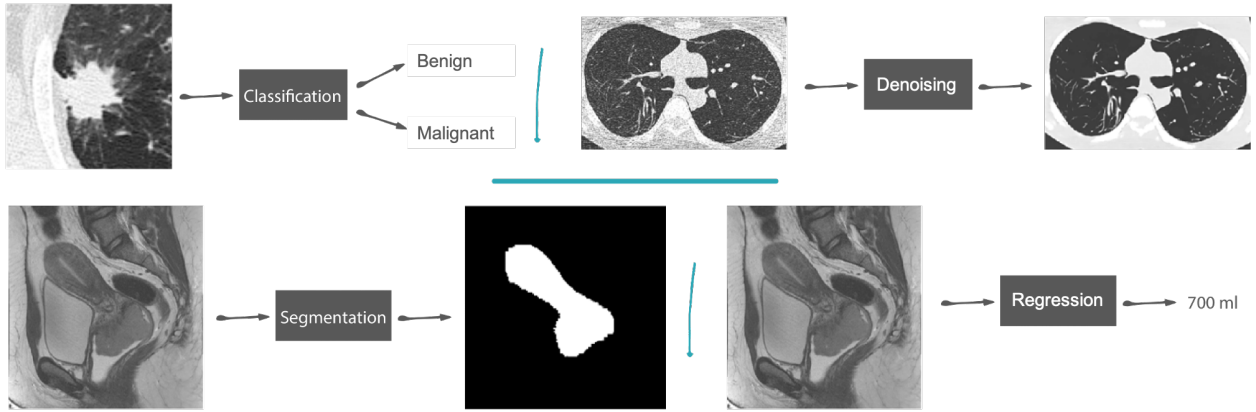 Classification
Benign
Malignant
Denoising
Segmentation
Regression
700 ml